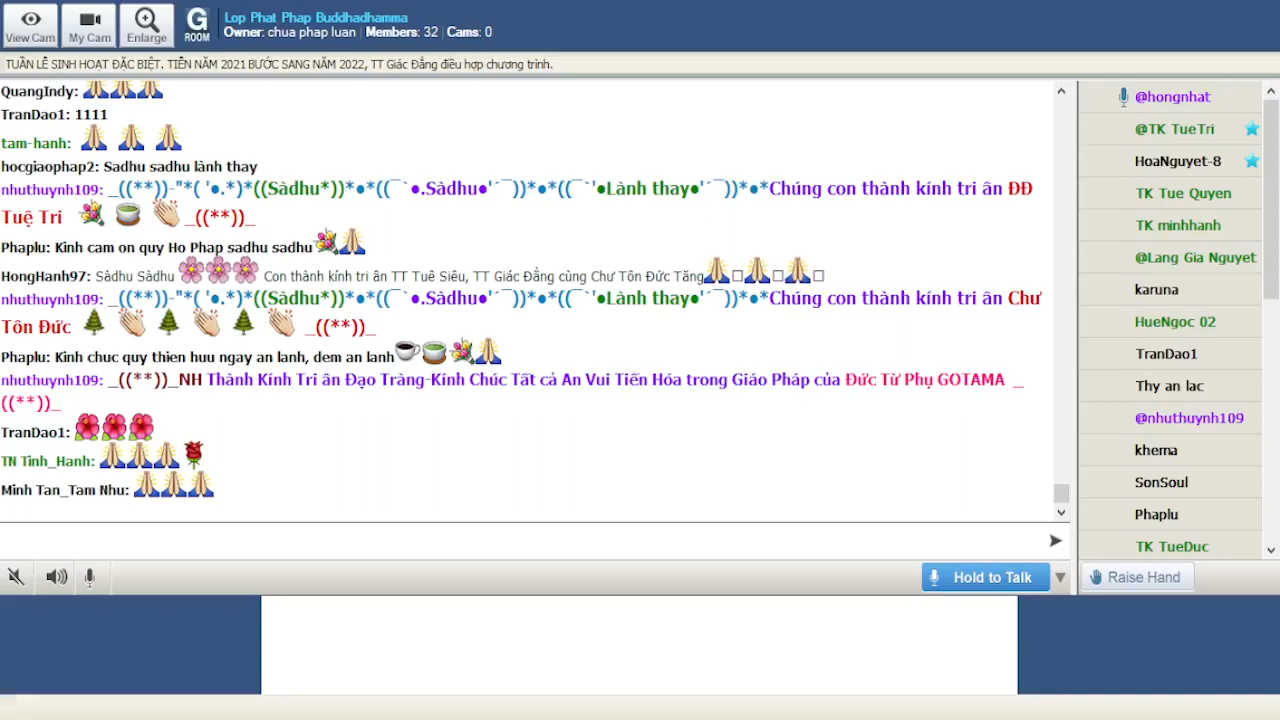 View Cam
My Cam
Enlarge
G
ROOM
Lop Phat Phap Buddhadhamma
Owner: chua phap luan | Members: 32 | Cams: 0
TUẦN LỄ SINH HOẠT ĐẶC BIỆT. TIỄN NĂM 2021 BƯỚC SANG NĂM 2022, TT Giác Đẳng điều hợp chương trình.
QuangIndy: 🙏🙏🙏
TranDao1: 1111
tam-hanh: 🙏 🙏 🙏
hocgiaophap2: Sadhu sadhu lành thay
nhuthuynh109: _((**))-"*( '●.*)*((Sàdhu*))*●*((¯`●.Sàdhu●'´¯))*●*((¯`'●Lành thay●'´¯))*●*Chúng con thành kính tri ân ĐĐ
Tuệ Tri 💐 🍵 👏 _((**))_
Phaplu: Kinh cam on quy Ho Phap sadhu sadhu💐🙏
HongHanh97: Sàdhu Sàdhu 🌸🌸🌸 Con thành kính tri ân TT Tuê Siêu, TT Giác Đẳng cùng Chư Tôn Đức Tăng🙏□🙏□🙏□
nhuthuynh109: _((**))-"*( '●.*)*((Sàdhu*))*●*((¯`●.Sàdhu●'´¯))*●*((¯`'●Lành thay●'´¯))*●*Chúng con thành kính tri ân Chư
Tôn Đức 🌲 👏 🌲 👏 🌲 👏 _((**))_
Phaplu: Kinh chuc quy thien huu ngay an lanh, dem an lanh☕🍵💐🙏
nhuthuynh109: _((**))_NH Thành Kính Tri ân Đạo Tràng-Kính Chúc Tất cả An Vui Tiến Hóa trong Giáo Pháp của Đức Từ Phụ GOTAMA _
((**))_
TranDao1: 🌺🌺🌺
TN Tinh_Hanh: 🙏🙏🙏🌹
Minh Tan_Tam Nhu: 🙏🙏🙏
Hold to Talk
@hongnhat
@TK TueTri
HoaNguyet-8
TK Tue Quyen
TK minhhanh
@Lang Gia Nguyet
karuna
HueNgoc 02
TranDao1
Thy an lac
@nhuthuynh109
khema
SonSoul
Phaplu
TK TueDuc
Raise Hand